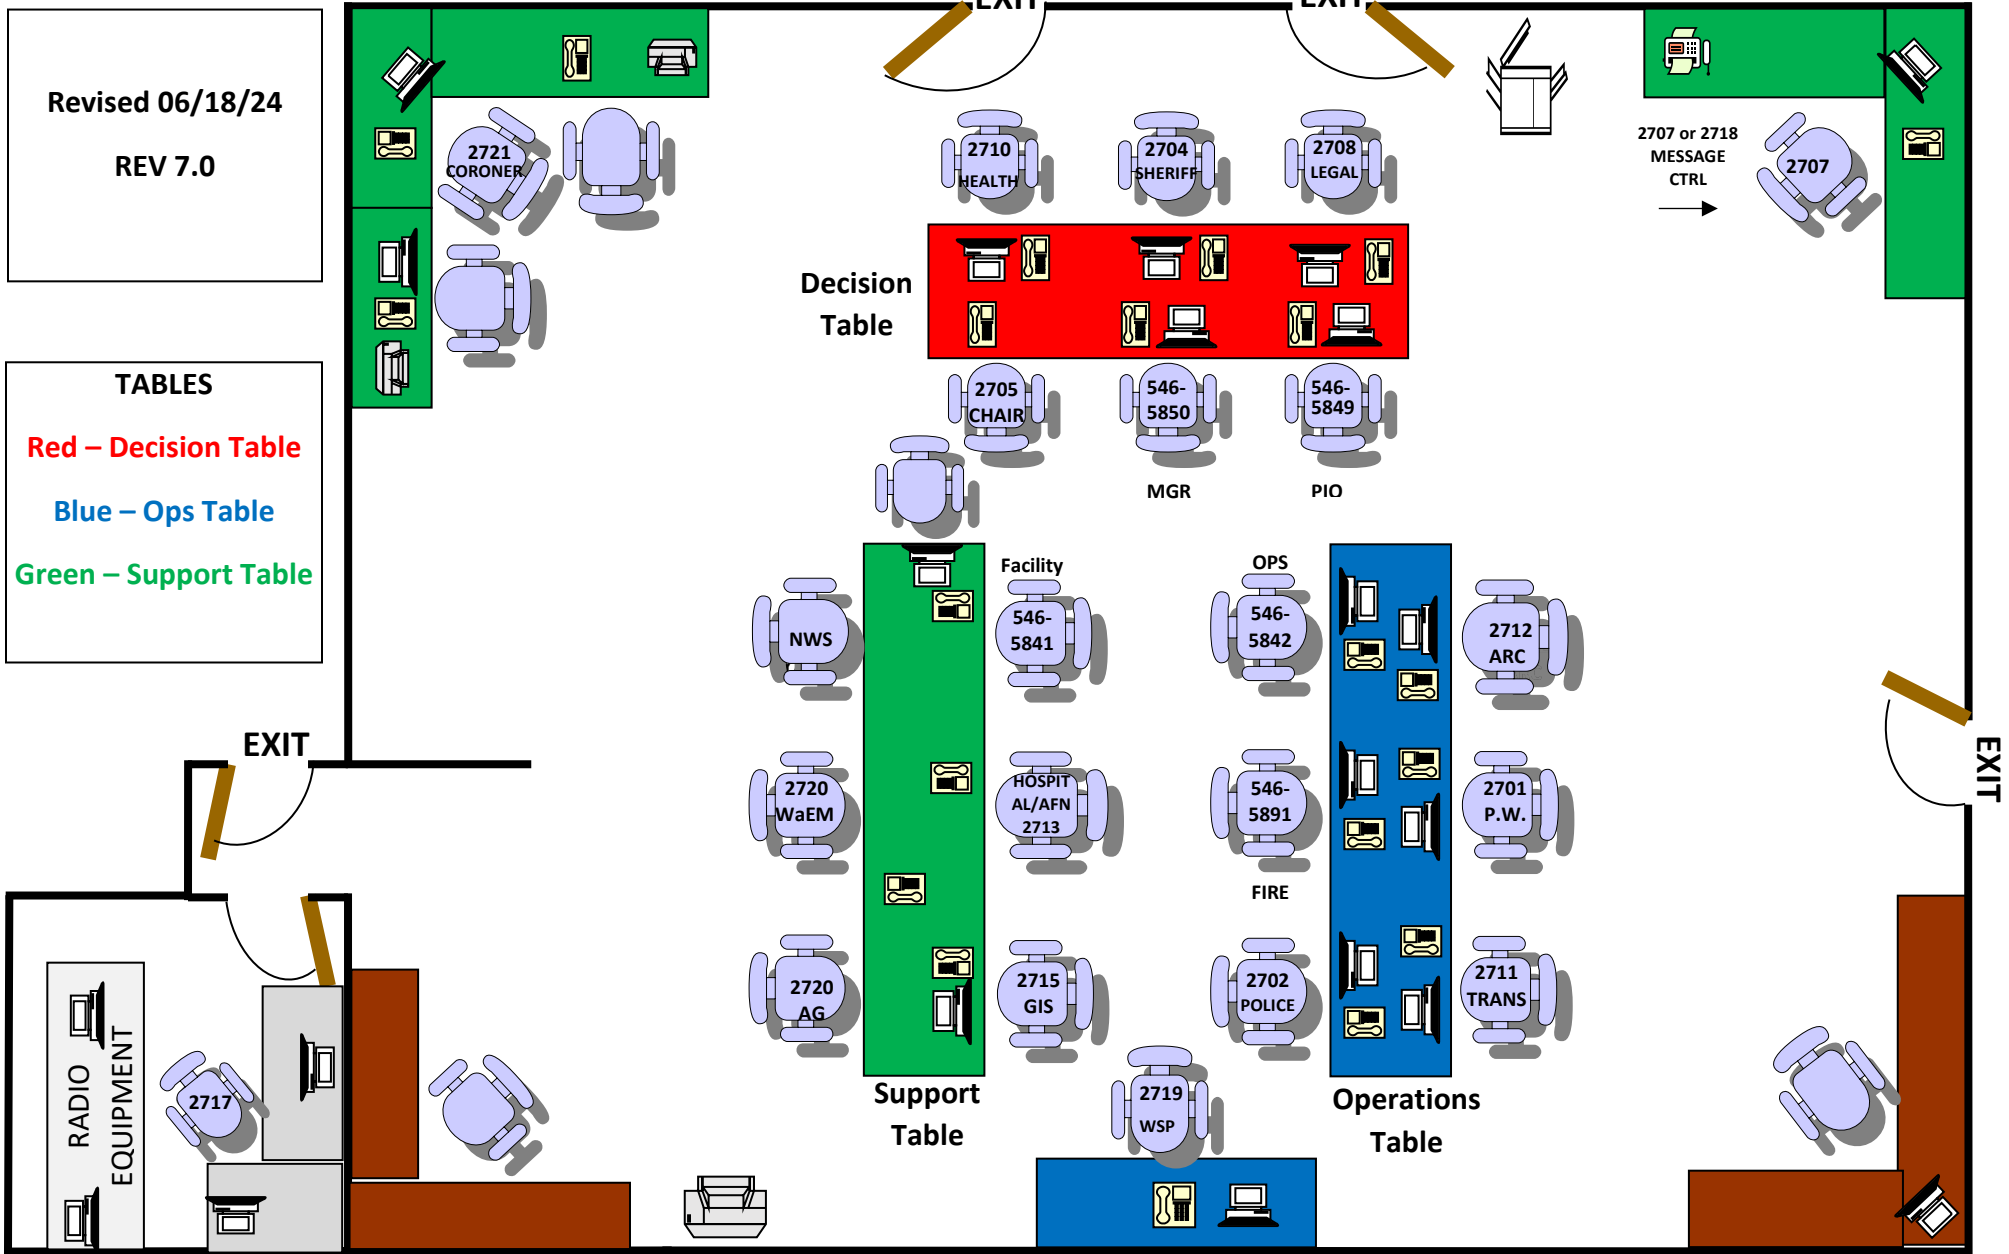 EXIT
EXIT
Revised 06/18/24
REV 7.0
2721
CORONER
2710
HEALTH
2704
SHERIFF
2708
LEGAL
2707 or 2718
MESSAGE
CTRL
2707
Decision
Table
TABLES
Red – Decision Table
Blue – Ops Table
Green – Support Table
2705
CHAIR
546-
5850
546-
5849
MGR
PIO
Facility
OPS
NWS
546-
5841
546-
5842
2712
ARC
EXIT
EXIT
2720
WaEM
HOSPIT
AL/AFN
2713
546-
5891
2701
P.W.
FIRE
2720
AG
2715
GIS
2702
POLICE
2711
TRANS
RADIO
EQUIPMENT
2717
Support
Table
2719
WSP
Operations
Table